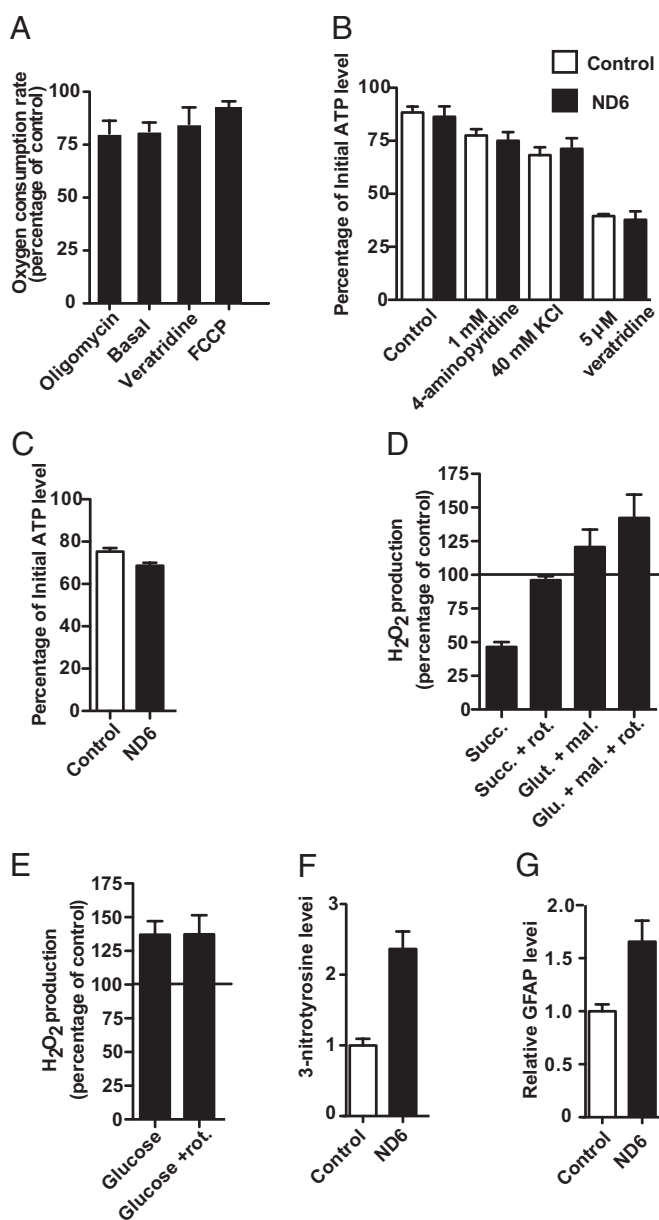 A
Oxygen consumption rate
(percentage of control)
100
75
50
25
0
Oligomycin
Basal
Veratridine
FCCP
B
Control
ND6
Percentage of Initial ATP level
100
75
50
25
0
Control
1 mM
4-aminopyridine
40 mM KCl
5 µM
veratridine
C
Percentage of Initial ATP level
100
80
60
40
20
0
Control
ND6
D
H2O2 production
(percentage of control)
175
150
125
100
75
50
25
0
Succ.
Succ. + rot.
Glut. + mal.
Glu. + mal. + rot.
E
H2O2 production
(percentage of control)
175
150
125
100
75
50
25
0
Glucose
Glucose +rot.
F
3-nitrotyrosine level
3
2
1
0
Control
ND6
G
Relative GFAP level
2.0
1.5
1.0
0.5
0.0
Control
ND6